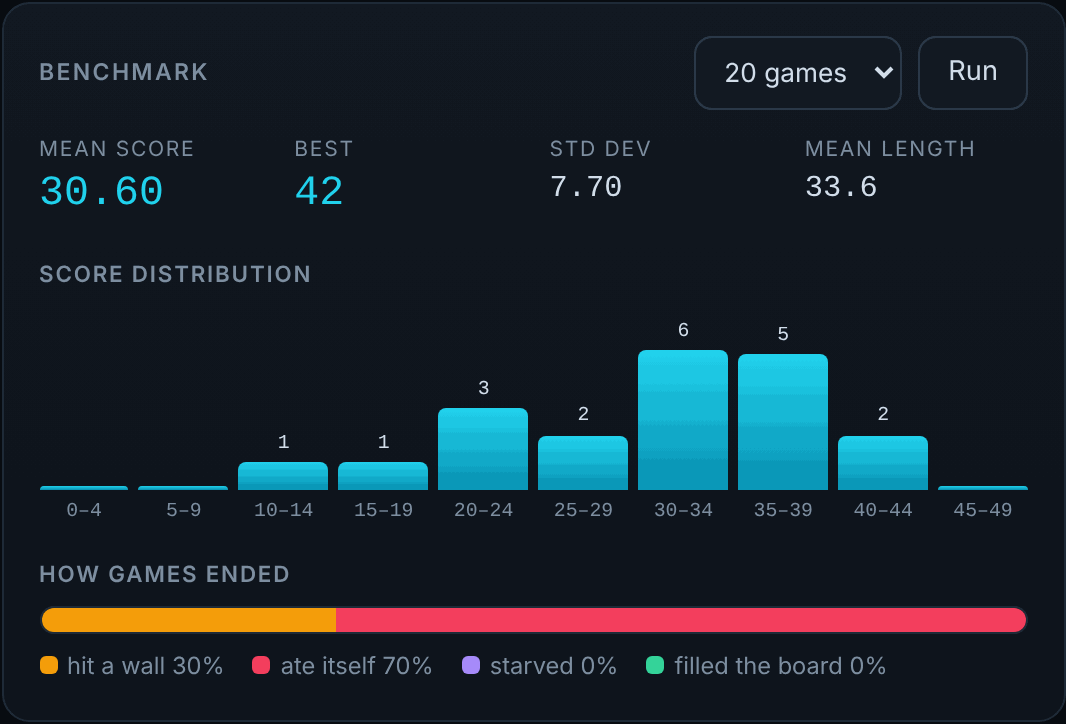 BENCHMARK
20 games
Run
MEAN SCORE BEST STD DEV MEAN LENGTH
30.60 42 7.70 33.6
SCORE DISTRIBUTION
1 1 3 2 6 5 2
0–4 5–9 10–14 15–19 20–24 25–29 30–34 35–39 40–44 45–49
HOW GAMES ENDED
hit a wall 30% ate itself 70% starved 0% filled the board 0%